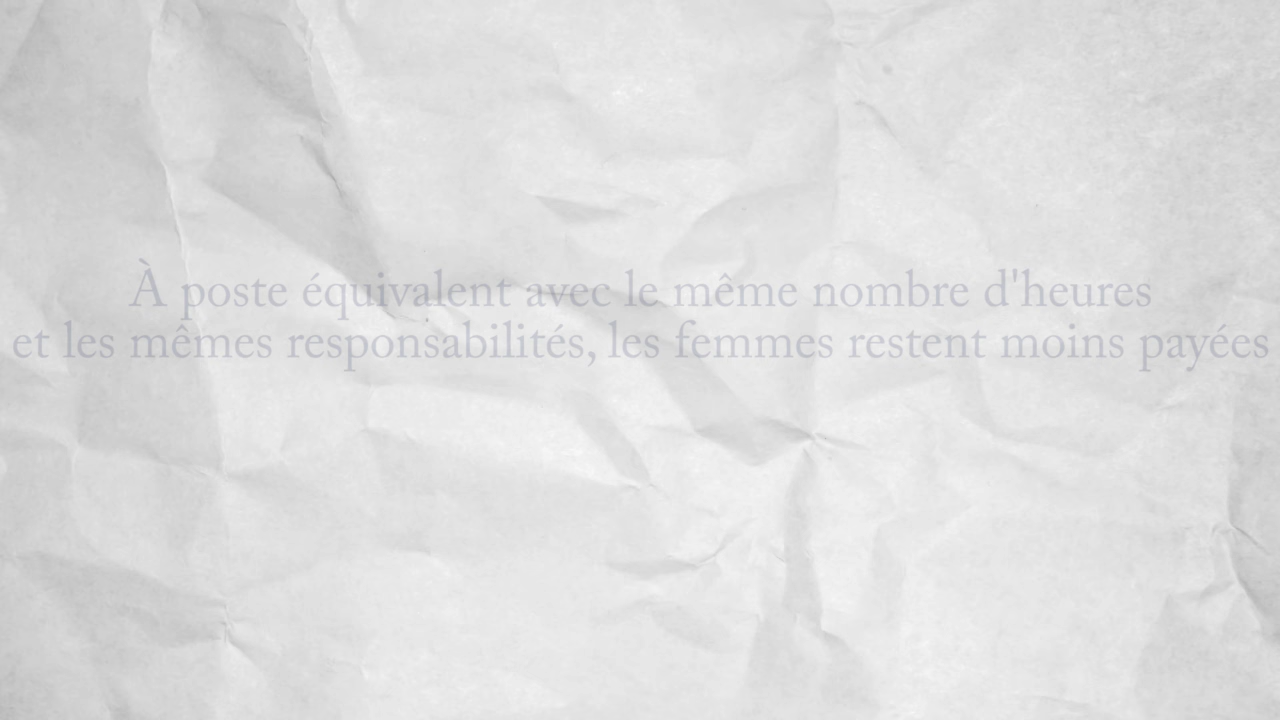 À poste équivalent avec le même nombre d'heures
et les mêmes responsabilités, les femmes restent moins payées